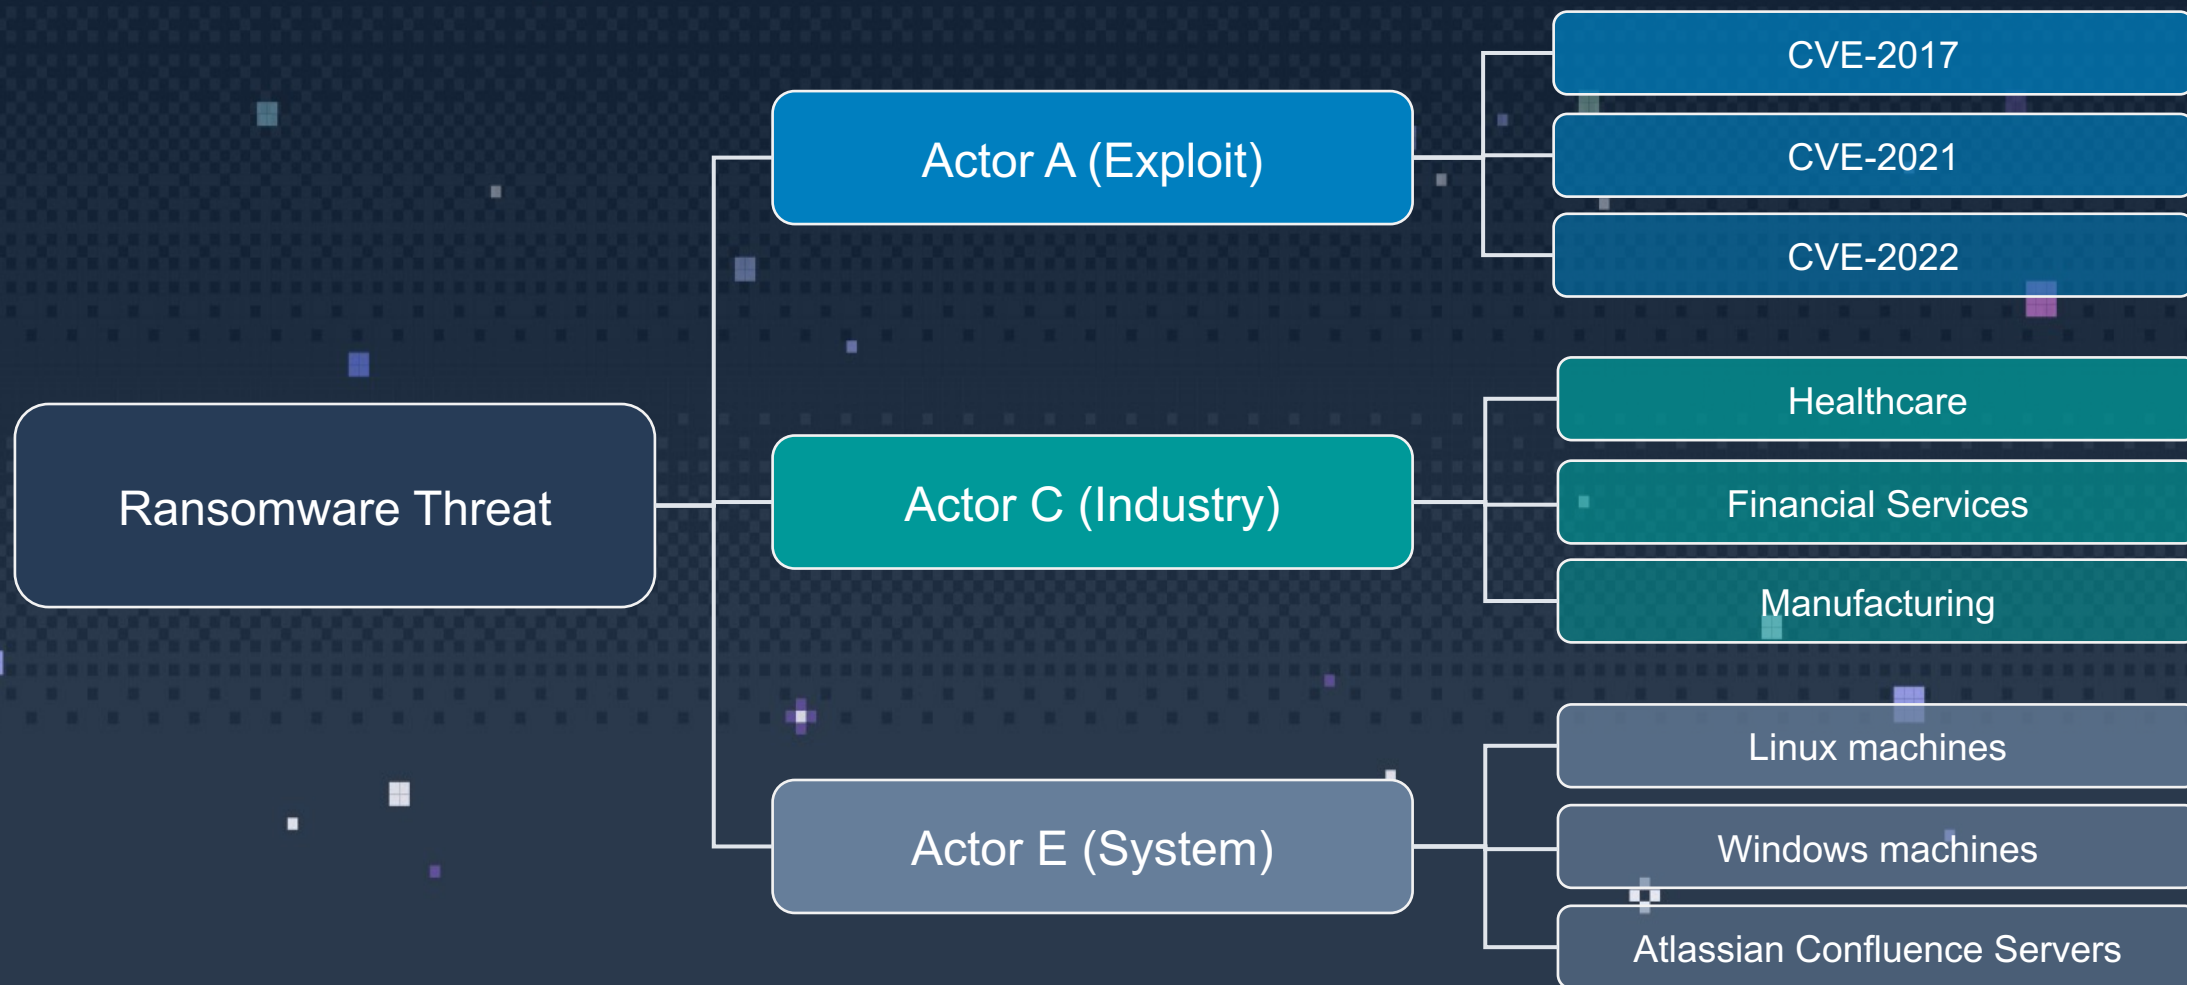 Ransomware Threat
Actor A (Exploit)
CVE-2017
CVE-2021
CVE-2022
Actor C (Industry)
Healthcare
Financial Services
Manufacturing
Actor E (System)
Linux machines
Windows machines
Atlassian Confluence Servers